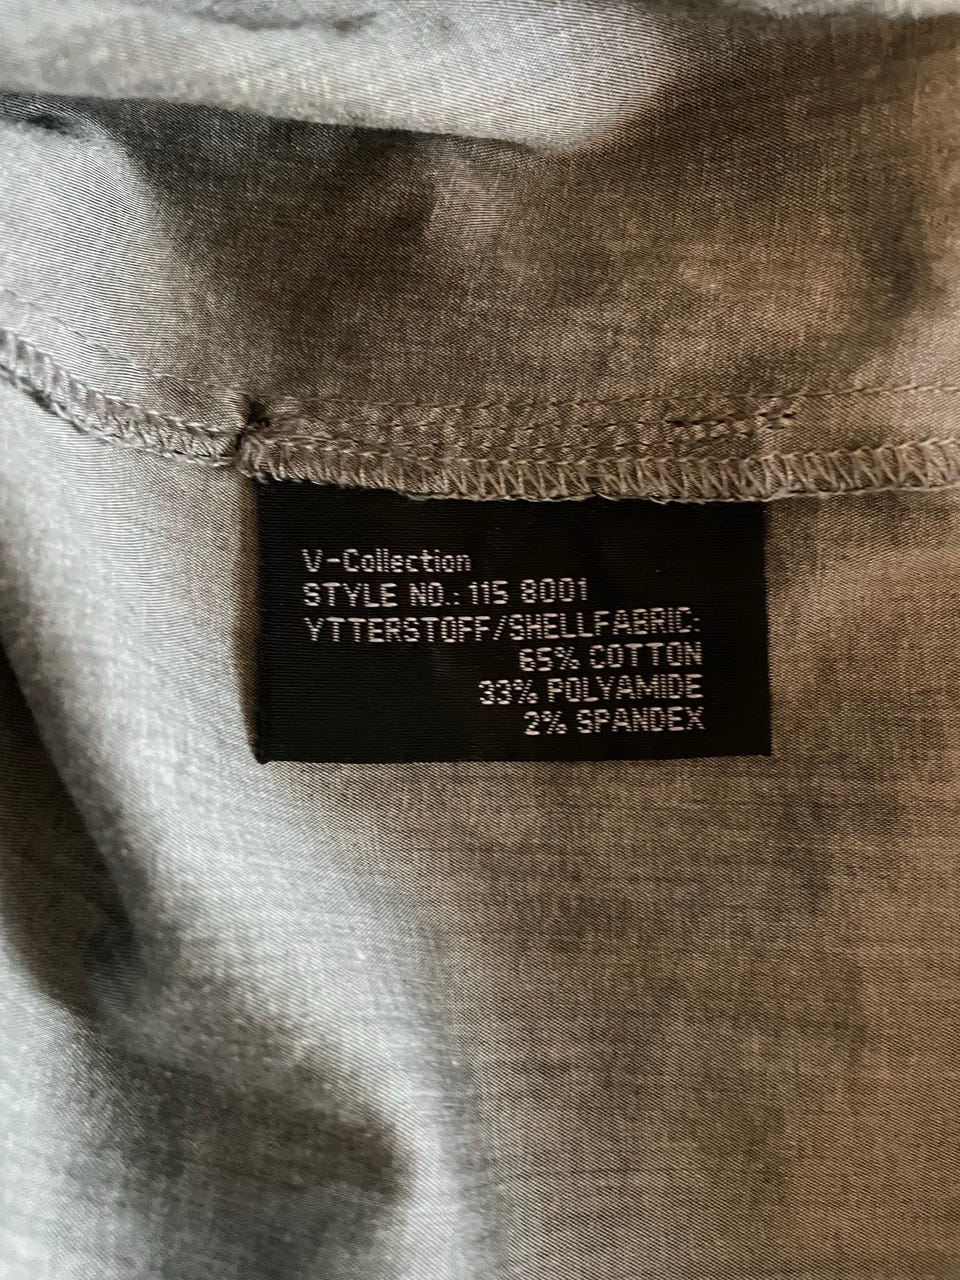 V-Collection
STYLE NO.: 115 8001
YTTERSTOFF/SHELLFABRIC:
65% COTTON
33% POLYAMIDE
2% SPANDEX